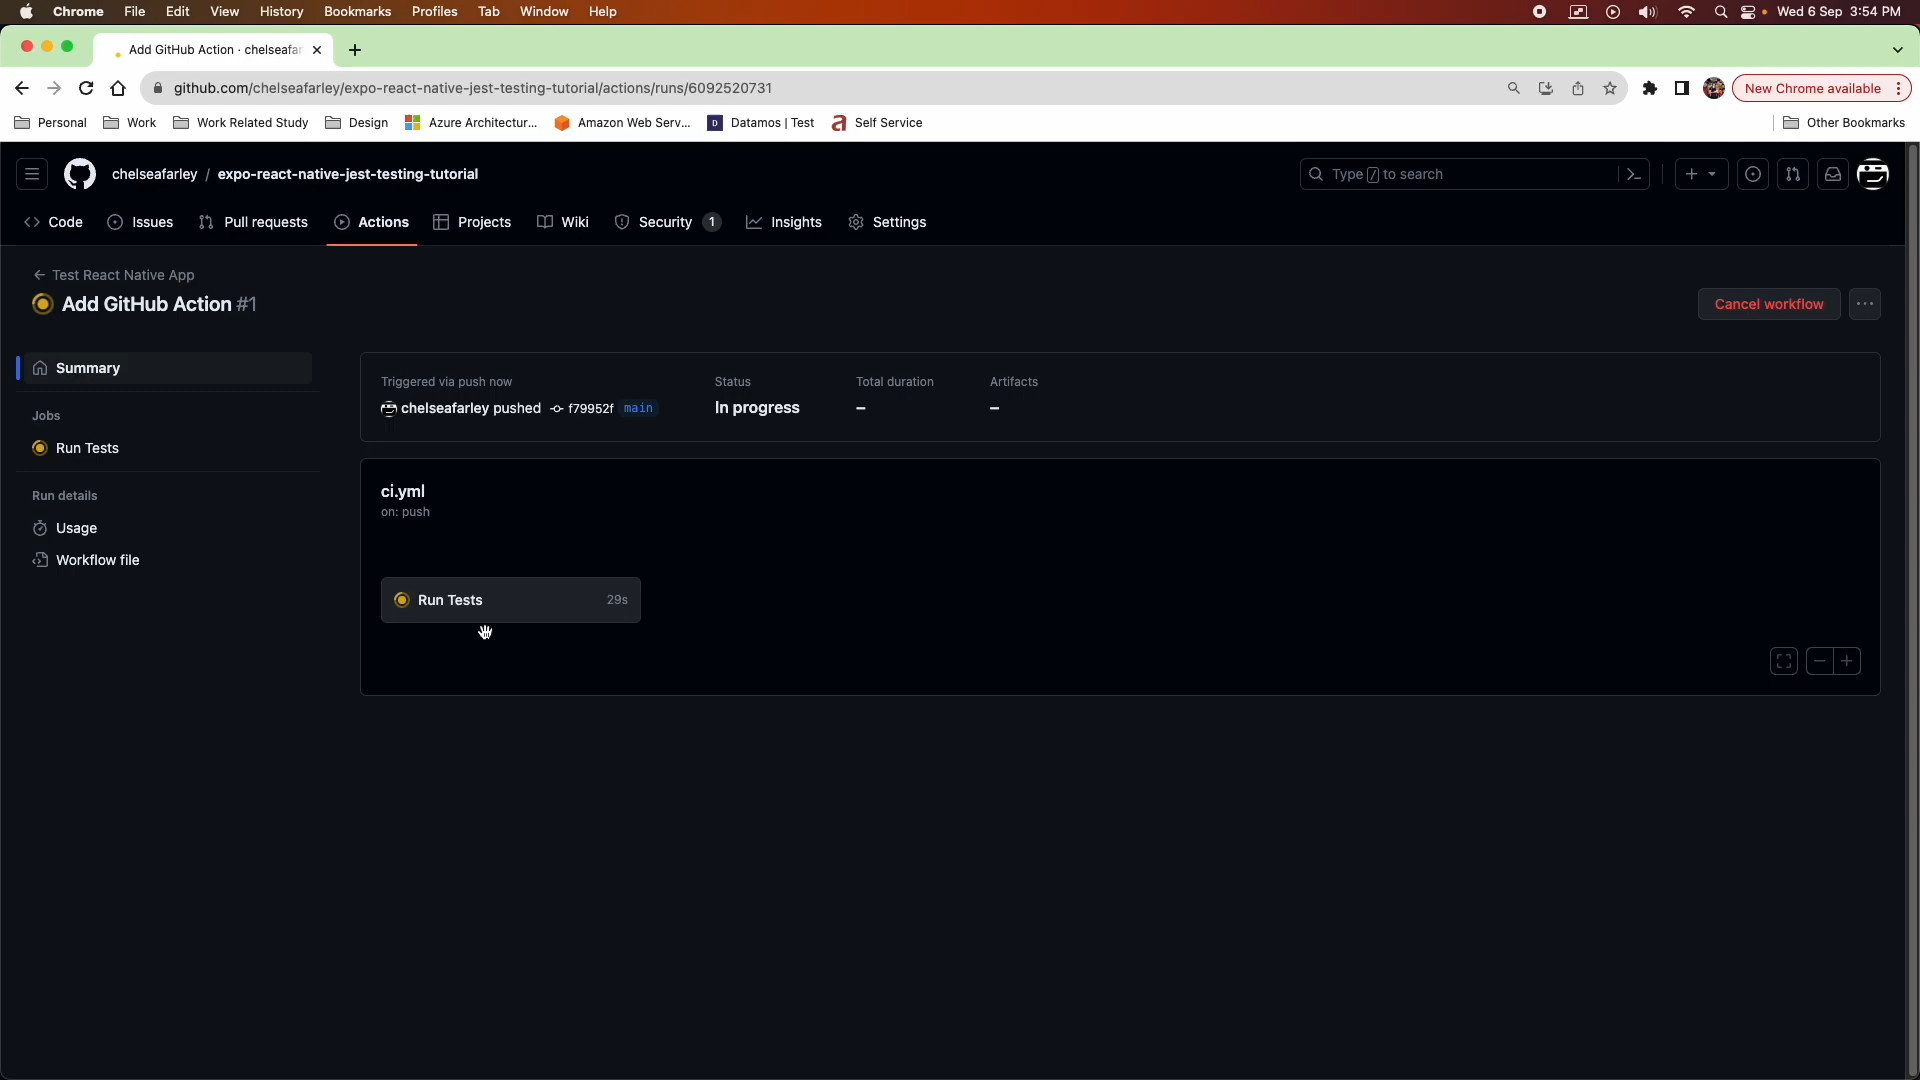 Chrome File Edit View History Bookmarks Profiles Tab Window Help Wed 6 Sep 3:54 PM
Add GitHub Action · chelseafar
github.com/chelseafarley/expo-react-native-jest-testing-tutorial/actions/runs/6092520731 New Chrome available
Personal Work Work Related Study Design Azure Architectur... Amazon Web Serv... D Datamos | Test Self Service Other Bookmarks
chelseafarley / expo-react-native-jest-testing-tutorial Type / to search
Code Issues Pull requests Actions Projects Wiki Security 1 Insights Settings
Test React Native App
Add GitHub Action #1 Cancel workflow
Summary
Jobs
Run Tests
Run details
Usage
Workflow file
Triggered via push now Status Total duration Artifacts
chelseafarley pushed f79952f main In progress – –
ci.yml
on: push
Run Tests 29s